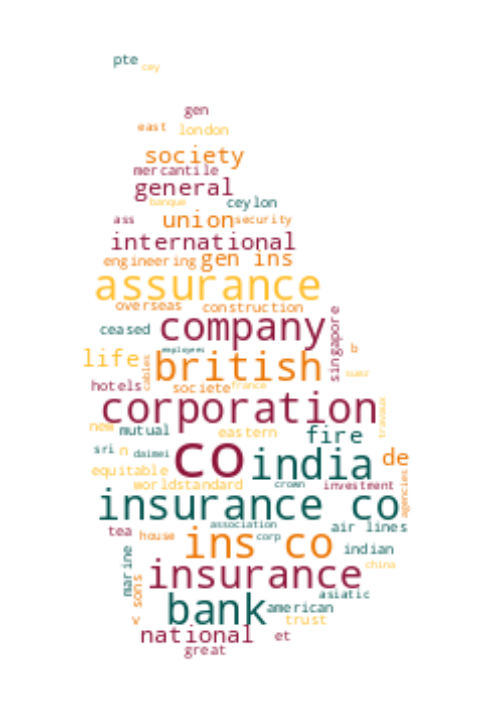 pte
cey
gen
east london
society
mercantile
general
banque
ceylon
ass union security
international
engineering gen ins
assurance
overseas construction
ceased company
singapore
employees
b
life
cables
british
suez
hotels societe france
corporation
travaux
new mutual eastern fire
sri n daimei co india de
equitable
worldstandard crown investment
agencies
insurance co
association
tea house ins co corp air lines
indian
marine
insurance
china
v sons
bank
asiatic
american
trust
national et
great